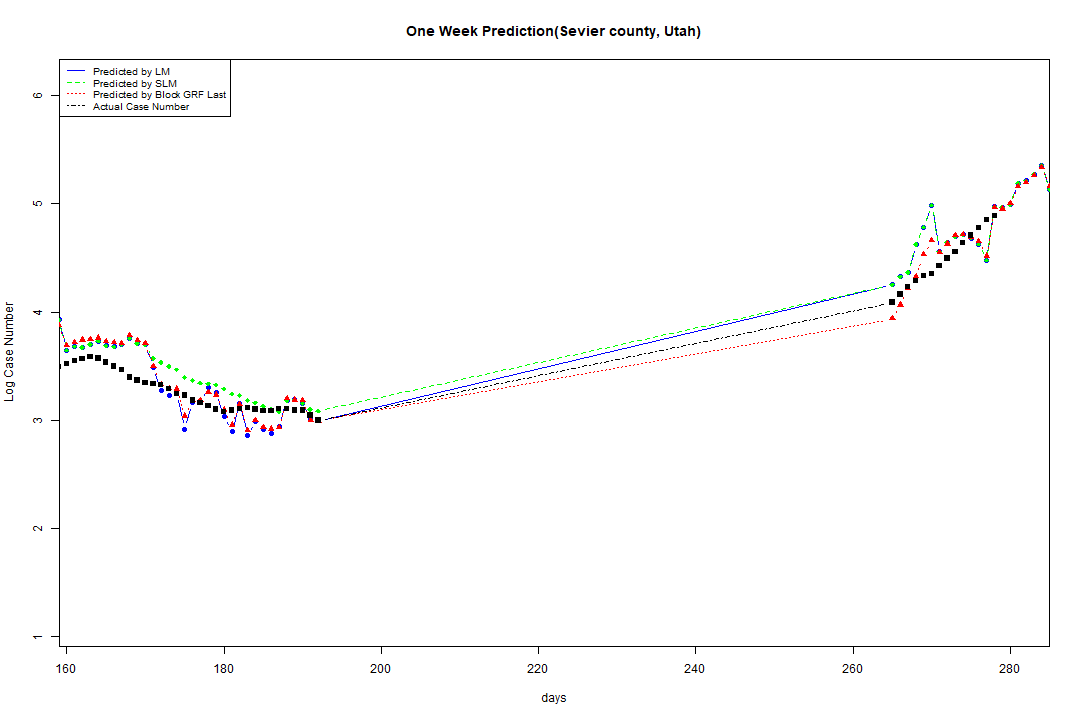 One Week Prediction(Sevier county, Utah)
Predicted by LM
Predicted by SLM
Predicted by Block GRF Last
Actual Case Number
6
5
4
3
2
1
Log Case Number
160 180 200 220 240 260 280
days